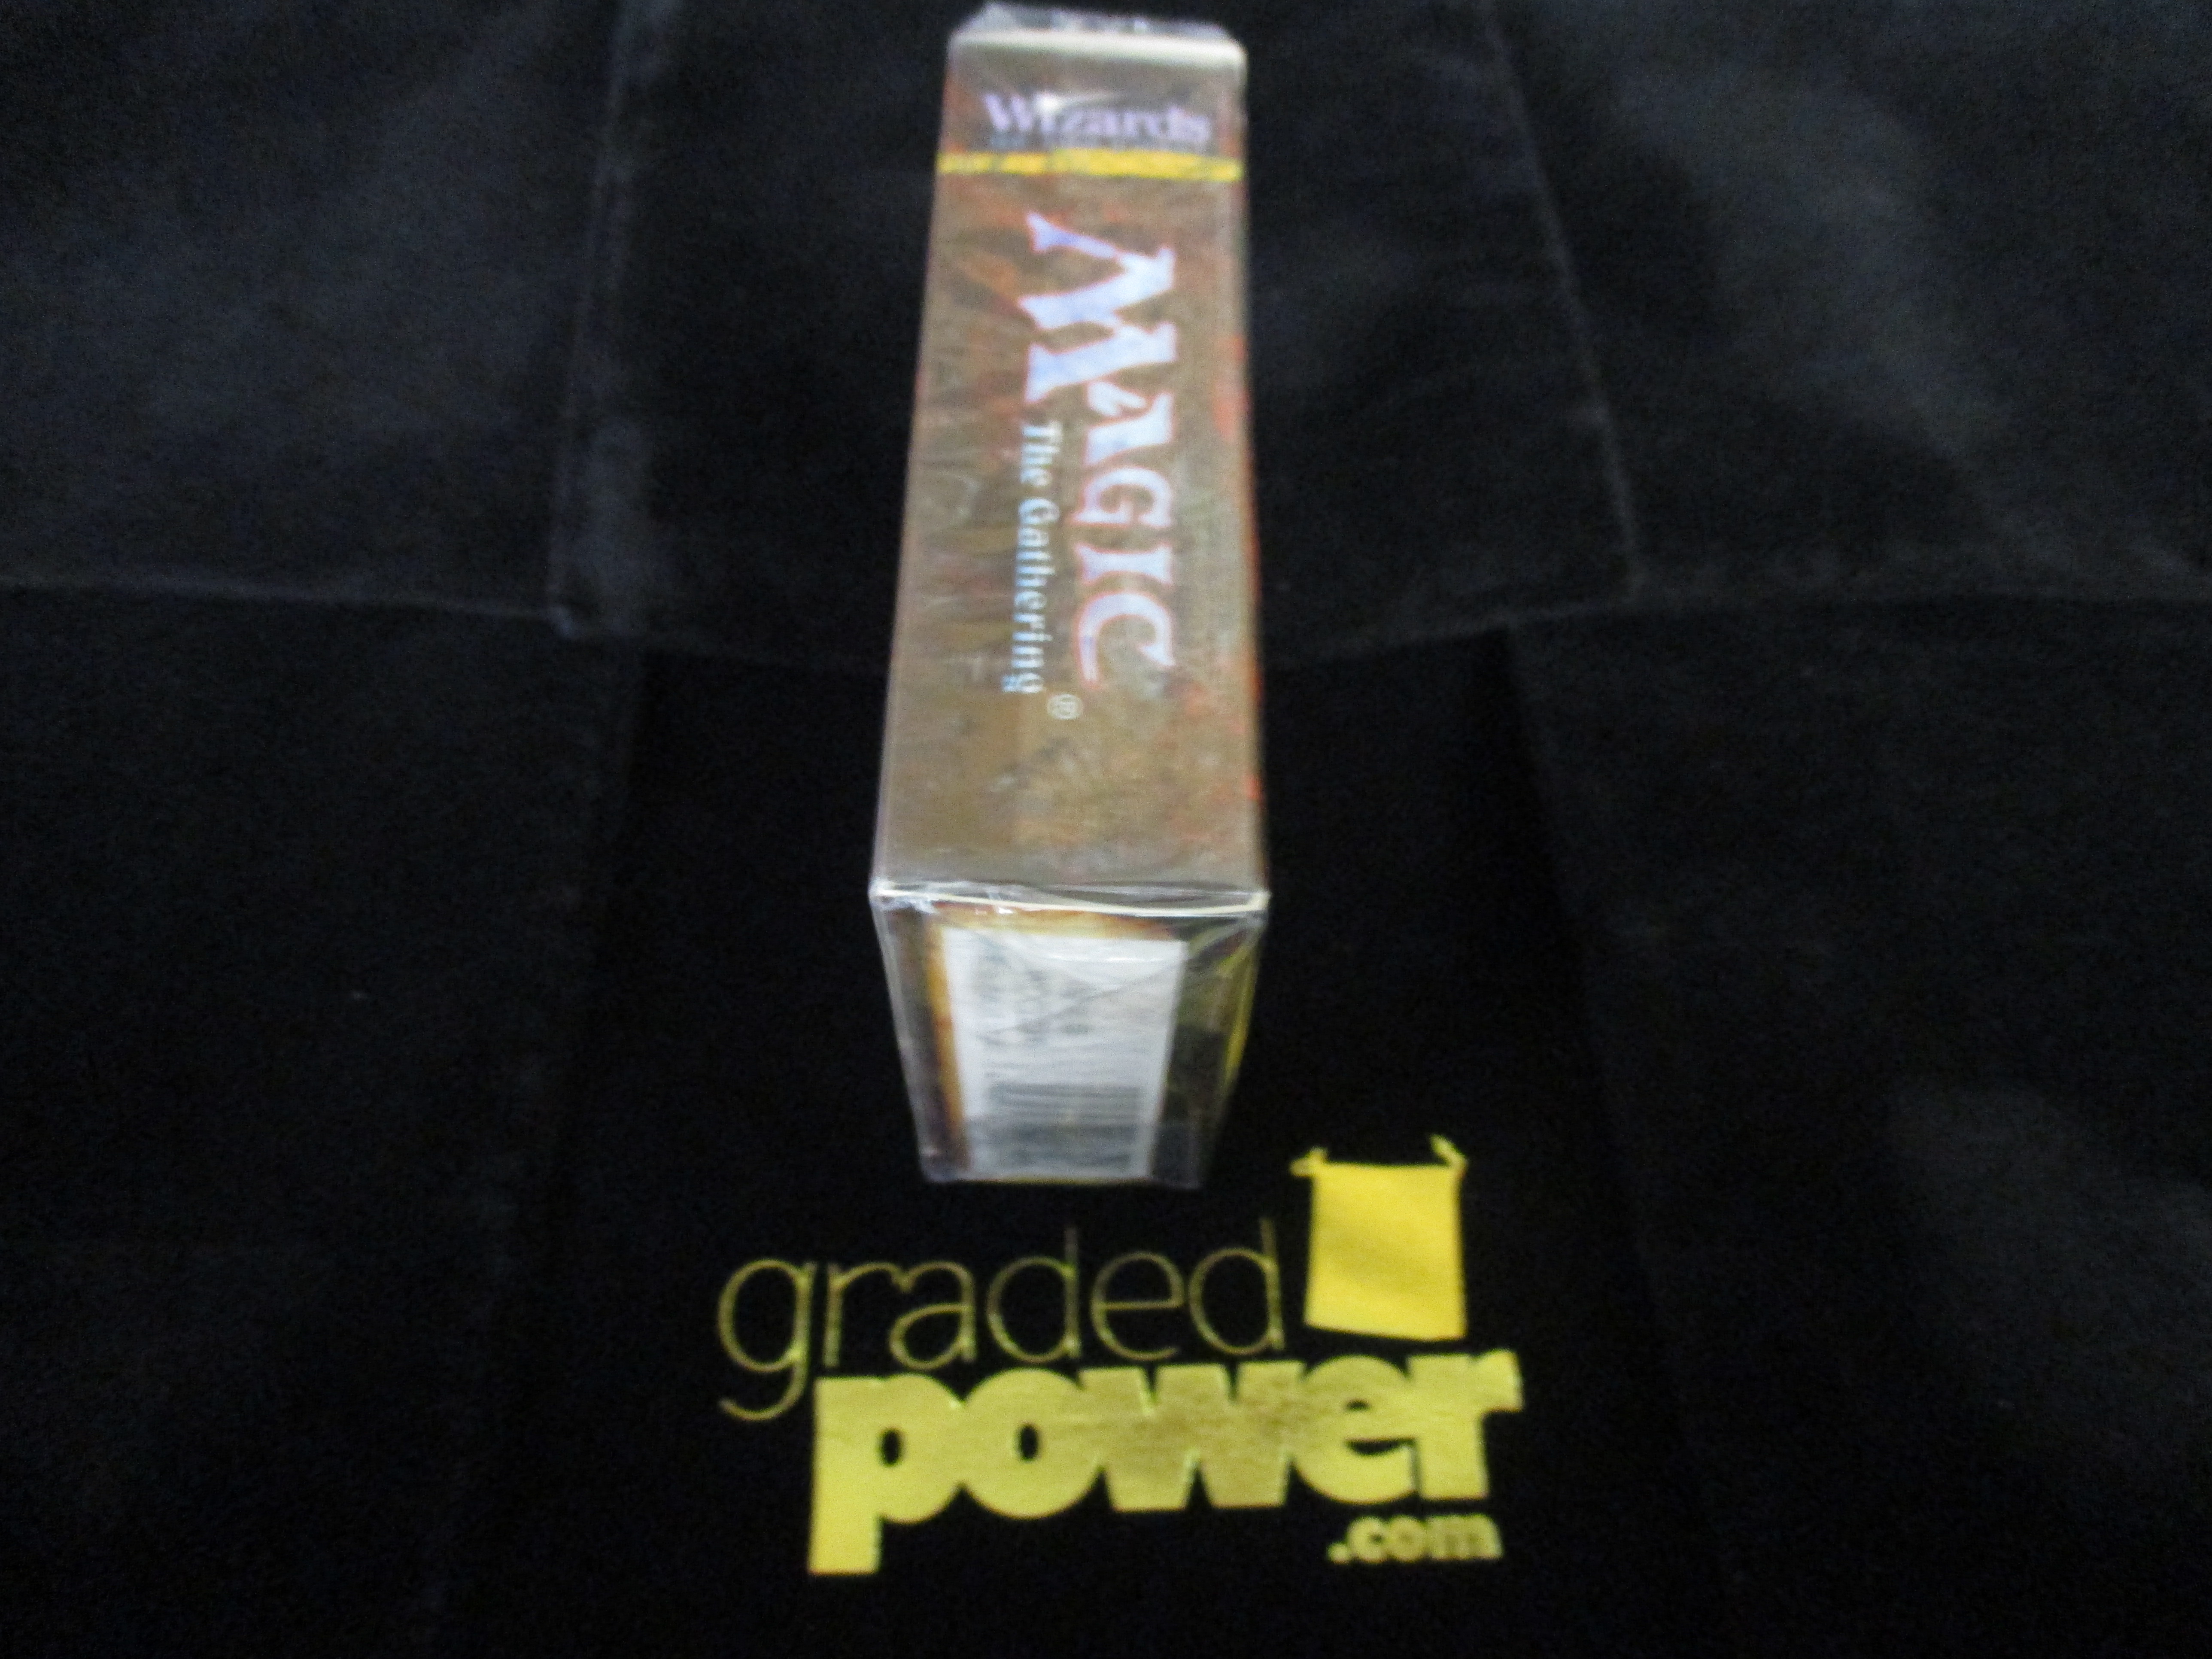 Wizards
MAGIC
The Gathering®
graded
power
.com